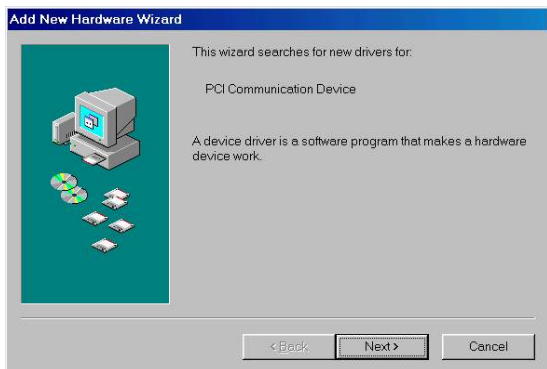 Add New Hardware Wizard
This wizard searches for new drivers for:
PCI Communication Device
A device driver is a software program that makes a hardware
device work.
< Back
Next >
Cancel